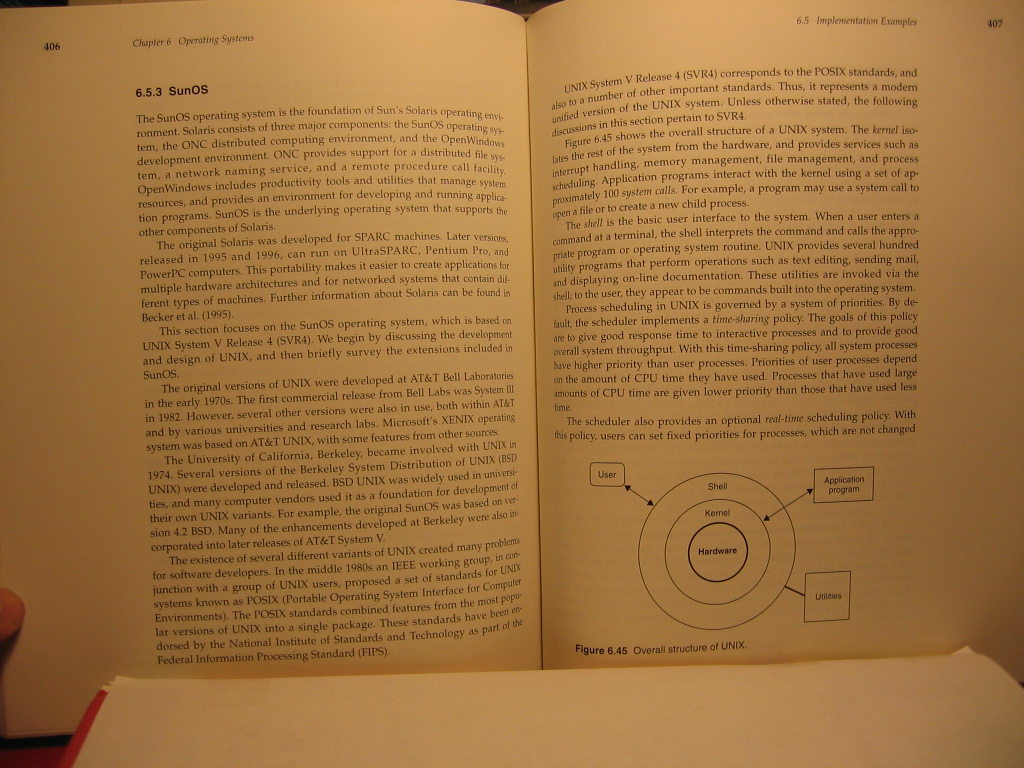 406
Chapter 6 Operating Systems
6.5.3 SunOS
The SunOS operating system is the foundation of Sun's Solaris operating envi-
ronment. Solaris consists of three major components: the SunOS operating sys-
tem, the ONC distributed computing environment, and the OpenWindows
development environment. ONC provides support for a distributed file sys-
tem, a network naming service, and a remote procedure call facility.
OpenWindows includes productivity tools and utilities that manage system
resources, and provides an environment for developing and running applica-
tion programs. SunOS is the underlying operating system that supports the
other components of Solaris.
The original Solaris was developed for SPARC machines. Later versions,
released in 1995 and 1996, can run on UltraSPARC, Pentium Pro, and
PowerPC computers. This portability makes it easier to create applications for
multiple hardware architectures and for networked systems that contain dif-
ferent types of machines. Further information about Solaris can be found in
Becker et al. (1995).
This section focuses on the SunOS operating system, which is based on
UNIX System V Release 4 (SVR4). We begin by discussing the development
and design of UNIX, and then briefly survey the extensions included in
SunOS.
The original versions of UNIX were developed at AT&T Bell Laboratories
in the early 1970s. The first commercial release from Bell Labs was System III
in 1982. However, several other versions were also in use, both within AT&T
and by various universities and research labs. Microsoft's XENIX operating
system was based on AT&T UNIX, with some features from other sources.
The University of California, Berkeley, became involved with UNIX in
1974. Several versions of the Berkeley System Distribution of UNIX (BSD
UNIX) were developed and released. BSD UNIX was widely used in universi-
ties, and many computer vendors used it as a foundation for development of
their own UNIX variants. For example, the original SunOS was based on ver-
sion 4.2 BSD. Many of the enhancements developed at Berkeley were also in-
corporated into later releases of AT&T System V.
The existence of several different variants of UNIX created many problems
for software developers. In the middle 1980s an IEEE working group, in con-
junction with a group of UNIX users, proposed a set of standards for UNIX
systems known as POSIX (Portable Operating System Interface for Computer
Environments). The POSIX standards combined features from the most popu-
lar versions of UNIX into a single package. These standards have been en-
dorsed by the National Institute of Standards and Technology as part of the
Federal Information Processing Standard (FIPS).
6.5 Implementation Examples
407
UNIX System V Release 4 (SVR4) corresponds to the POSIX standards, and
also to a number of other important standards. Thus, it represents a modern
unified version of the UNIX system. Unless otherwise stated, the following
discussions in this section pertain to SVR4.
Figure 6.45 shows the overall structure of a UNIX system. The kernel iso-
lates the rest of the system from the hardware, and provides services such as
interrupt handling, memory management, file management, and process
scheduling. Application programs interact with the kernel using a set of ap-
proximately 100 system calls. For example, a program may use a system call to
open a file or to create a new child process.
The shell is the basic user interface to the system. When a user enters a
command at a terminal, the shell interprets the command and calls the appro-
priate program or operating system routine. UNIX provides several hundred
utility programs that perform operations such as text editing, sending mail,
and displaying on-line documentation. These utilities are invoked via the
shell; to the user, they appear to be commands built into the operating system.
Process scheduling in UNIX is governed by a system of priorities. By de-
fault, the scheduler implements a time-sharing policy. The goals of this policy
are to give good response time to interactive processes and to provide good
overall system throughput. With this time-sharing policy, all system processes
have higher priority than user processes. Priorities of user processes depend
on the amount of CPU time they have used. Processes that have used large
amounts of CPU time are given lower priority than those that have used less
time.
The scheduler also provides an optional real-time scheduling policy. With
this policy, users can set fixed priorities for processes, which are not changed
User
Shell
Application
program
Kernel
Hardware
Utilities
Figure 6.45 Overall structure of UNIX.